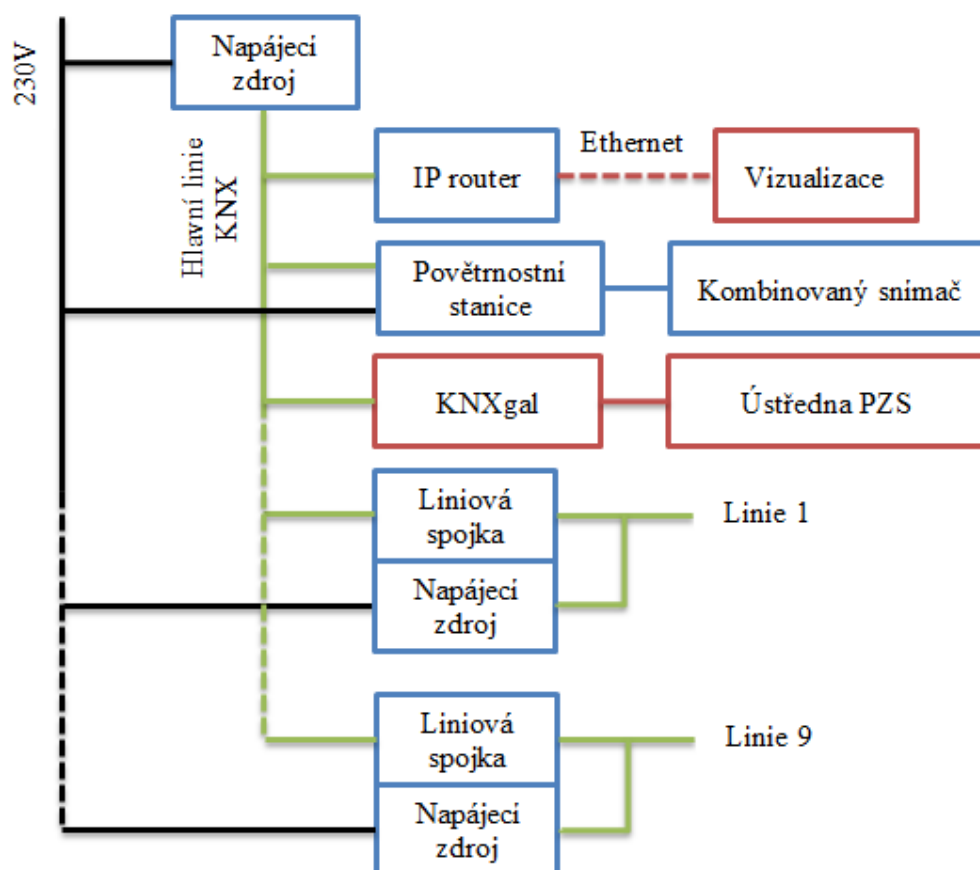 230V
Napájecí
zdroj
Hlavní linie
KNX
IP router
Ethernet
Vizualizace
Povětrnostní
stanice
Kombinovaný snímač
KNXgal
Ústředna PZS
Liniová
spojka
Linie 1
Napájecí
zdroj
Liniová
spojka
Linie 9
Napájecí
zdroj